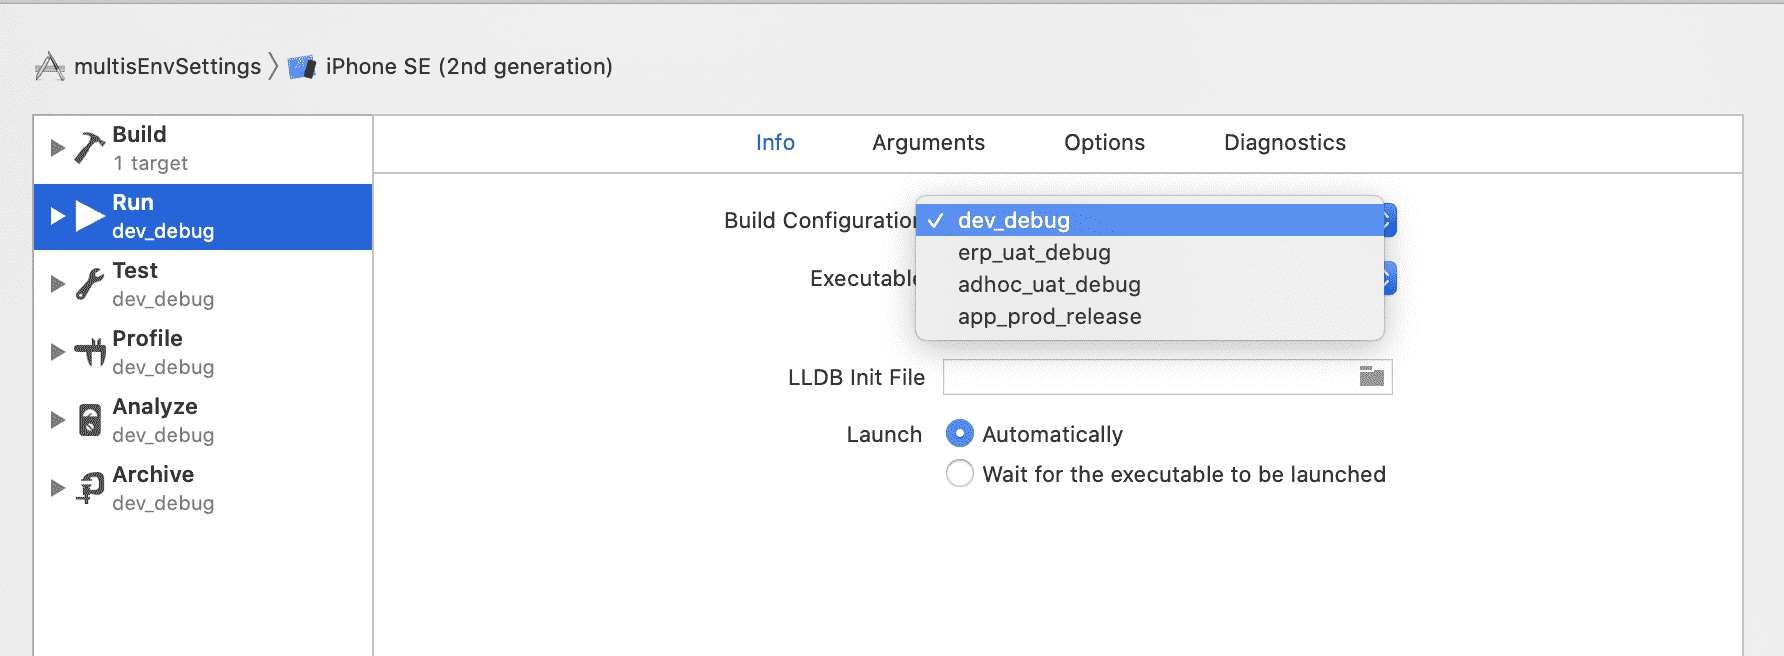 multisEnvSettings iPhone SE (2nd generation)
Build
1 target
Run
dev_debug
Test
dev_debug
Profile
dev_debug
Analyze
dev_debug
Archive
dev_debug
Info Arguments Options Diagnostics
Build Configuration
dev_debug
erp_uat_debug
adhoc_uat_debug
app_prod_release
Executable
LLDB Init File
Launch Automatically
Wait for the executable to be launched